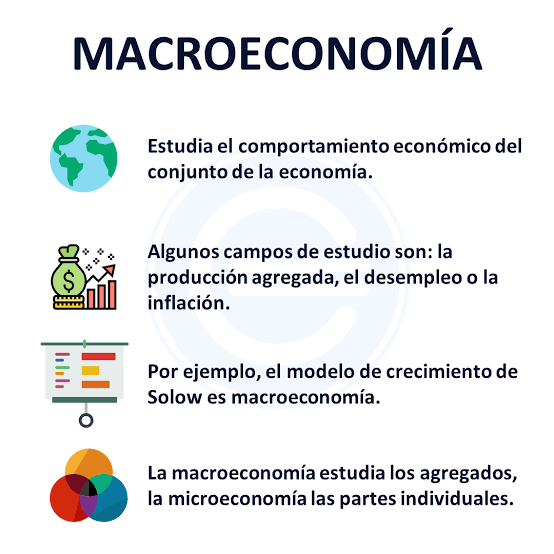 MACROECONOMÍA
Estudia el comportamiento económico del
conjunto de la economía.
Algunos campos de estudio son: la
producción agregada, el desempleo o la
inflación.
Por ejemplo, el modelo de crecimiento de
Solow es macroeconomía.
La macroeconomía estudia los agregados,
la microeconomía las partes individuales.